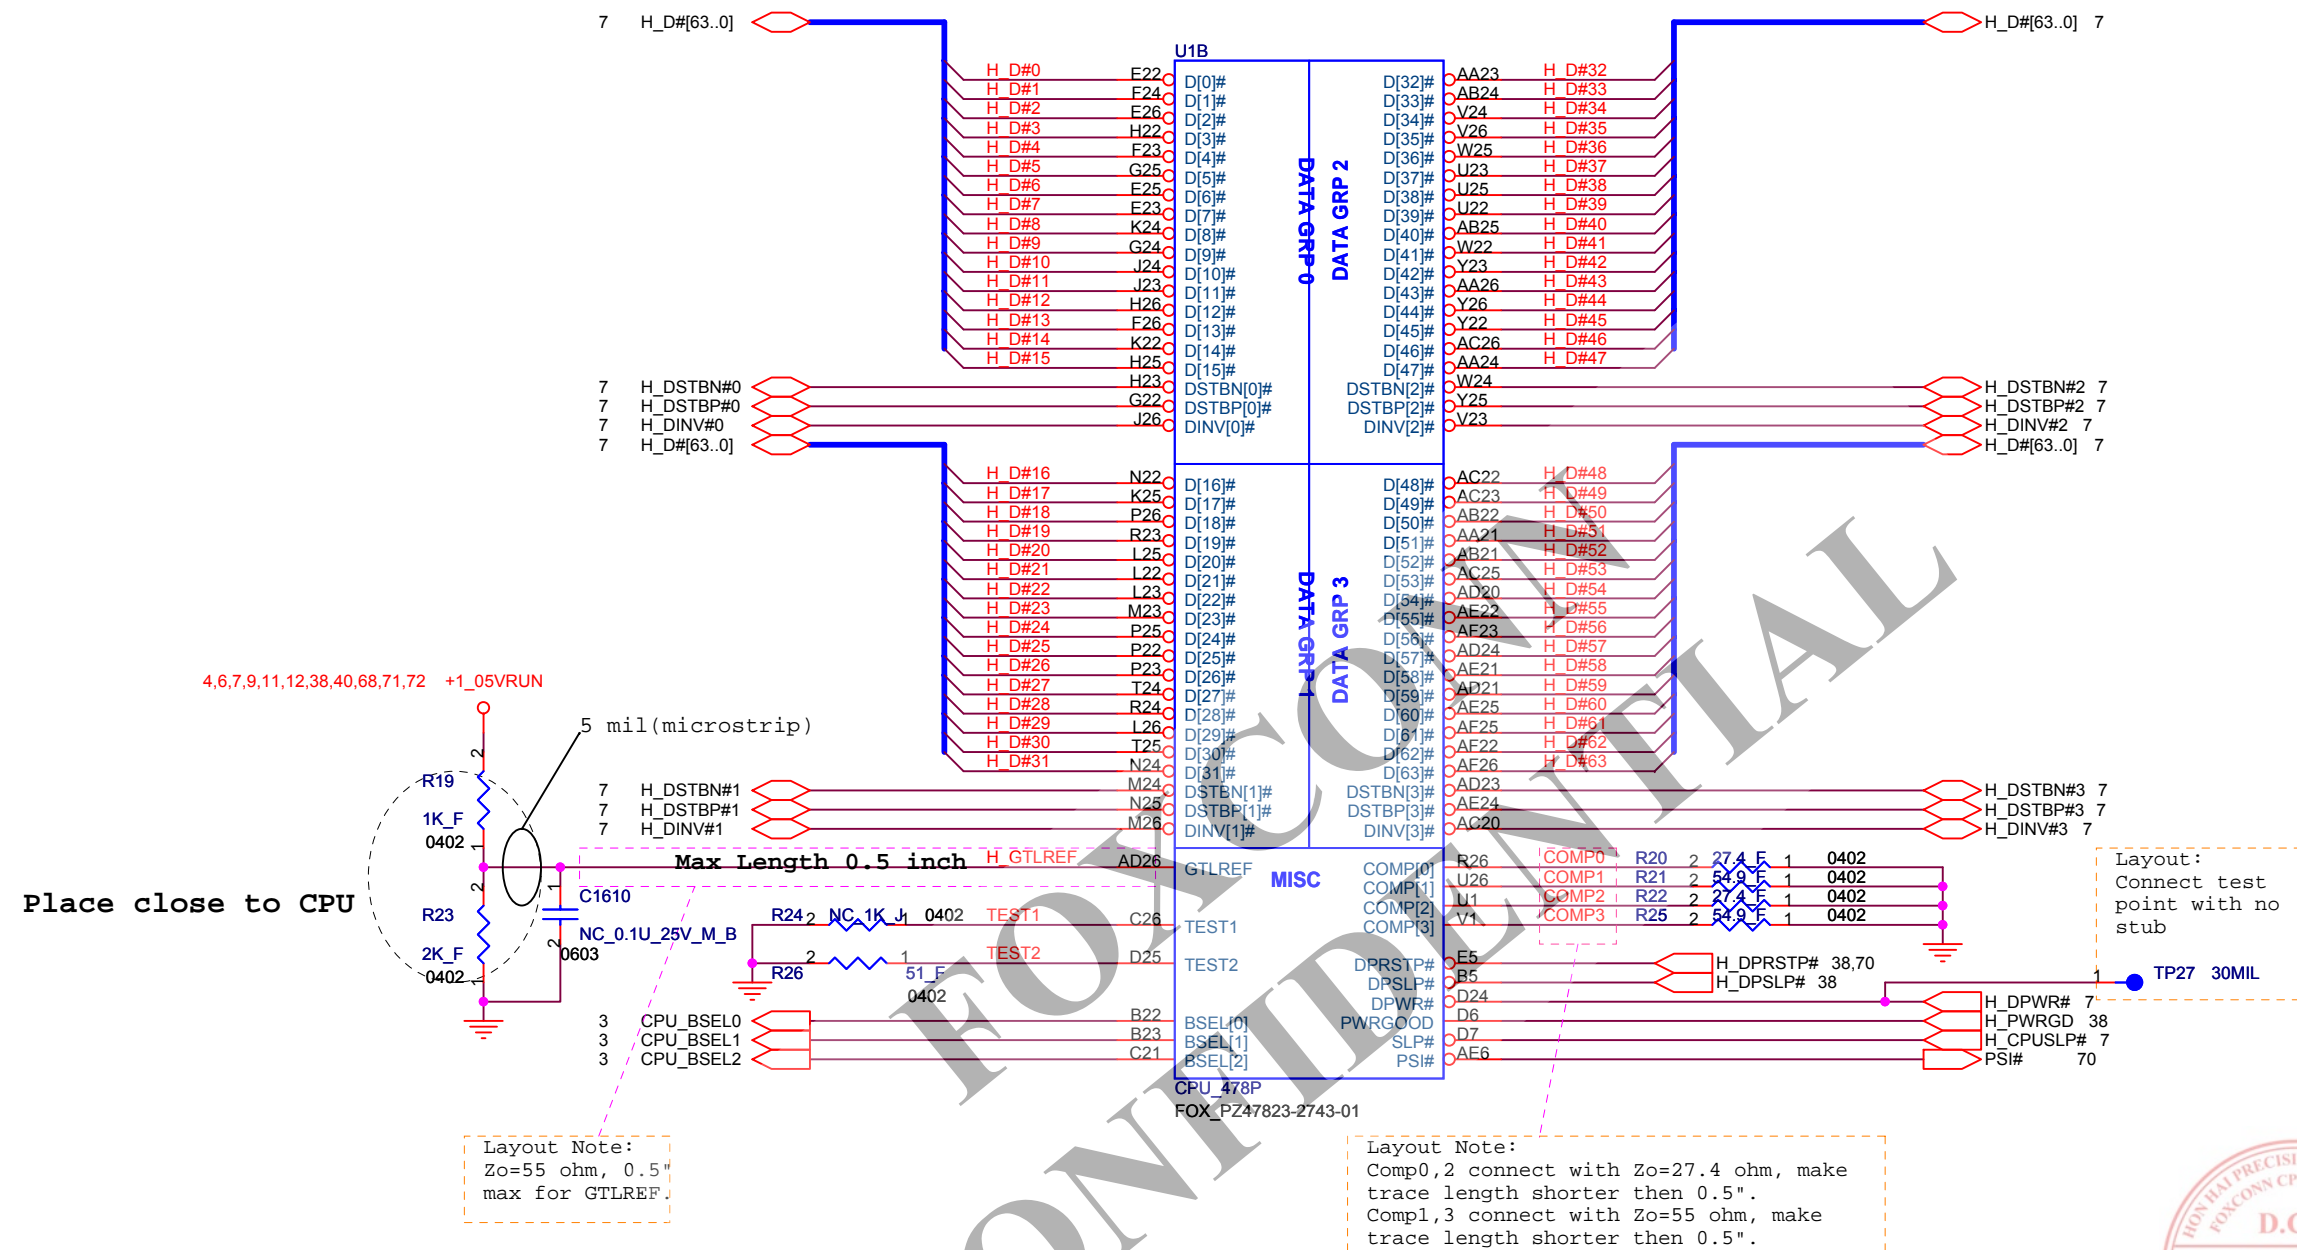 7 H_D#[63..0]
H_D#[63..0] 7
U1B
H_D#0 E22 D[0]# D[32]# AA23 H_D#32
H_D#1 F24 D[1]# D[33]# AB24 H_D#33
H_D#2 E26 D[2]# D[34]# V24 H_D#34
H_D#3 H22 D[3]# D[35]# V26 H_D#35
H_D#4 F23 D[4]# D[36]# W25 H_D#36
H_D#5 G25 D[5]# D[37]# U23 H_D#37
H_D#6 E25 D[6]# D[38]# U25 H_D#38
H_D#7 E23 D[7]# D[39]# U22 H_D#39
H_D#8 K24 D[8]# D[40]# AB25 H_D#40
H_D#9 G24 D[9]# D[41]# W22 H_D#41
H_D#10 J24 D[10]# D[42]# Y23 H_D#42
H_D#11 J23 D[11]# D[43]# AA26 H_D#43
H_D#12 H26 D[12]# D[44]# Y26 H_D#44
H_D#13 F26 D[13]# D[45]# Y22 H_D#45
H_D#14 K22 D[14]# D[46]# AC26 H_D#46
H_D#15 H25 D[15]# D[47]# AA24 H_D#47
DATA GRP 0
DATA GRP 2
7 H_DSTBN#0 H23 DSTBN[0]# DSTBN[2]# W24 H_DSTBN#2 7
7 H_DSTBP#0 G22 DSTBP[0]# DSTBP[2]# Y25 H_DSTBP#2 7
7 H_DINV#0 J26 DINV[0]# DINV[2]# V23 H_DINV#2 7
7 H_D#[63..0] H_D#[63..0] 7
H_D#16 N22 D[16]# D[48]# AC22 H_D#48
H_D#17 K25 D[17]# D[49]# AC23 H_D#49
H_D#18 P26 D[18]# D[50]# AB22 H_D#50
H_D#19 R23 D[19]# D[51]# AA21 H_D#51
H_D#20 L25 D[20]# D[52]# AB21 H_D#52
H_D#21 L22 D[21]# D[53]# AC25 H_D#53
H_D#22 L23 D[22]# D[54]# AD20 H_D#54
H_D#23 M23 D[23]# D[55]# AE22 H_D#55
H_D#24 P25 D[24]# D[56]# AF23 H_D#56
H_D#25 P22 D[25]# D[57]# AD24 H_D#57
H_D#26 P23 D[26]# D[58]# AE21 H_D#58
H_D#27 T24 D[27]# D[59]# AD21 H_D#59
H_D#28 R24 D[28]# D[60]# AE25 H_D#60
H_D#29 L26 D[29]# D[61]# AF25 H_D#61
H_D#30 T25 D[30]# D[62]# AF22 H_D#62
H_D#31 N24 D[31]# D[63]# AF26 H_D#63
DATA GRP 1
DATA GRP 3
7 H_DSTBN#1 M24 DSTBN[1]# DSTBN[3]# AD23 H_DSTBN#3 7
7 H_DSTBP#1 N25 DSTBP[1]# DSTBP[3]# AE24 H_DSTBP#3 7
7 H_DINV#1 M26 DINV[1]# DINV[3]# AC20 H_DINV#3 7
4,6,7,9,11,12,38,40,68,71,72 +1_05VRUN
5 mil(microstrip)
2
R19
1K_F
0402
1
Max Length 0.5 inch H_GTLREF AD26 GTLREF
MISC
COMP[0] R26 COMP0 R20 2 27.4_F 1 0402
COMP[1] U26 COMP1 R21 2 54.9_F 1 0402
COMP[2] U1 COMP2 R22 2 27.4_F 1 0402
COMP[3] V1 COMP3 R25 2 54.9_F 1 0402
Place close to CPU
2
R23
2K_F
0402
1
1
C1610
NC_0.1U_25V_M_B
2
0603
R24 2 NC_1K_J 1 0402 TEST1 C26 TEST1
R26 2 1 51_F 0402 TEST2 D25 TEST2
DPRSTP# E5 H_DPRSTP# 38,70
DPSLP# B5 H_DPSLP# 38
DPWR# D24 H_DPWR# 7
PWRGOOD D6 H_PWRGD 38
SLP# D7 H_CPUSLP# 7
PSI# AE6 PSI# 70
1 TP27 30MIL
Layout:
Connect test
point with no
stub
3 CPU_BSEL0 B22 BSEL[0]
3 CPU_BSEL1 B23 BSEL[1]
3 CPU_BSEL2 C21 BSEL[2]
CPU_478P
FOX_PZ47823-2743-01
Layout Note:
Zo=55 ohm, 0.5"
max for GTLREF.
Layout Note:
Comp0,2 connect with Zo=27.4 ohm, make
trace length shorter then 0.5".
Comp1,3 connect with Zo=55 ohm, make
trace length shorter then 0.5".
FOXCONN
ONFIDENTIAL
HON HAI PRECISI
FOXCONN CP
D.C